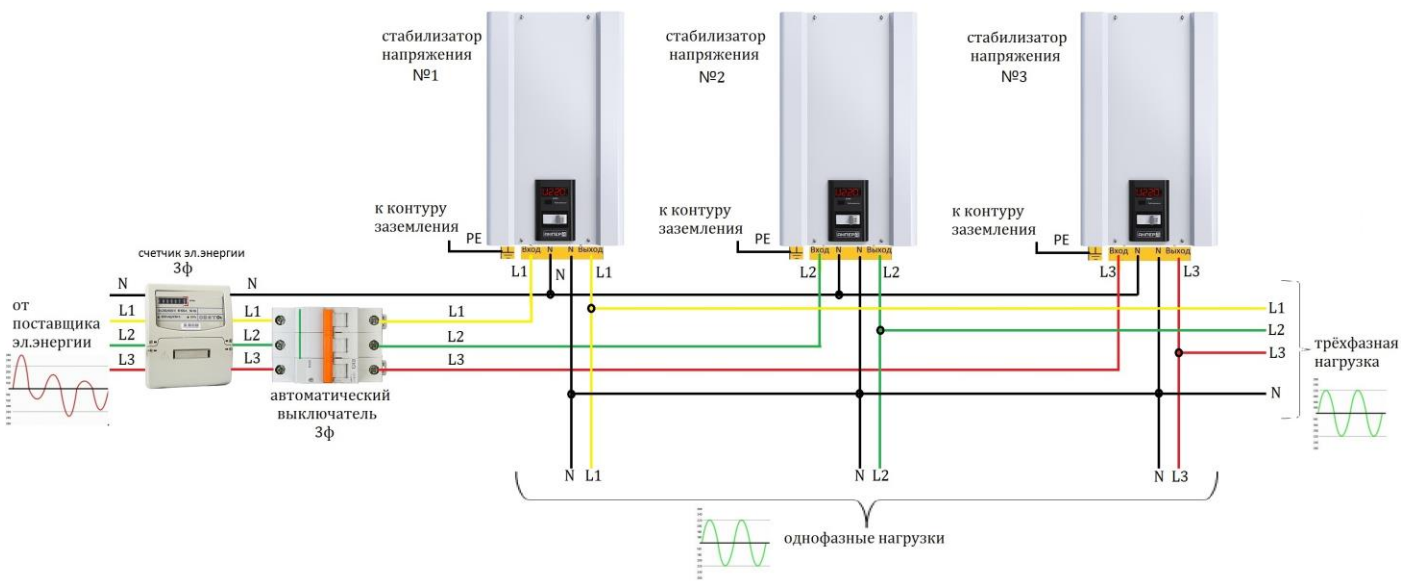 стабилизатор
напряжения
№1
стабилизатор
напряжения
№2
стабилизатор
напряжения
№3
к контуру
заземления
PE
Вход N N Выход
к контуру
заземления
PE
Вход N N Выход
к контуру
заземления
PE
Вход N N Выход
L1 N L1
L2 L2
L3 L3
счетчик эл.энергии
3ф
от
поставщика
эл.энергии
N N
L1 L1 L1
L2 L2 L2
L3 L3 L3
автоматический
выключатель
3ф
L1
L2
L3
N
трёхфазная
нагрузка
N L1
N L2
N L3
однофазные нагрузки